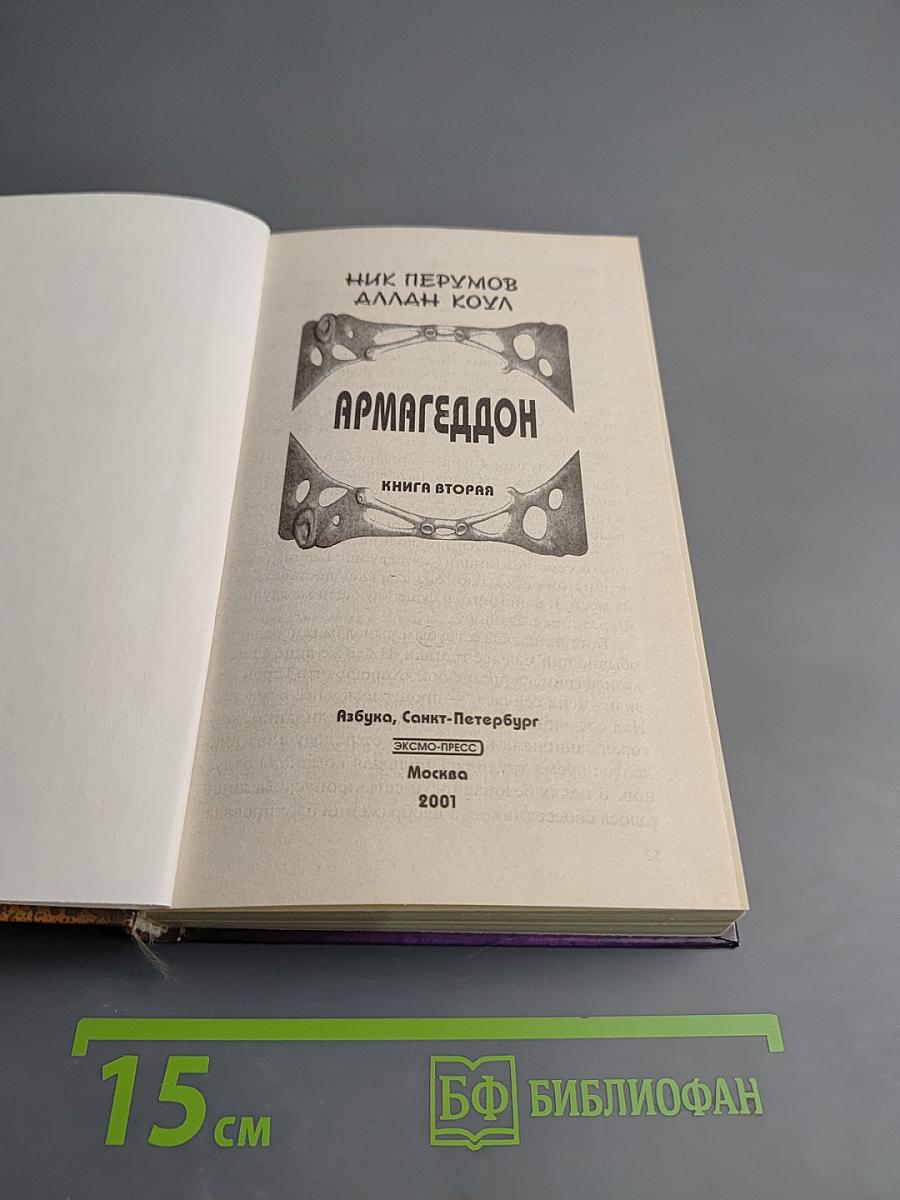 НИК ПЕРУМОВ
АЛЛАН КОУЛ
АРМАГЕДДОН
КНИГА ВТОРАЯ
Азбука, Санкт-Петербург
ЭКСМО-ПРЕСС
Москва
2001
15 см
БФ БИБЛИОФАН